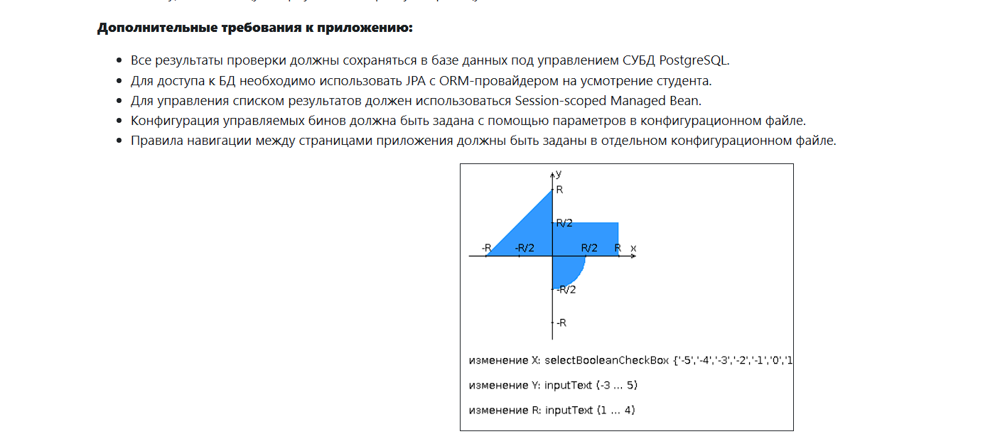 Дополнительные требования к приложению:
Все результаты проверки должны сохраняться в базе данных под управлением СУБД PostgreSQL.
Для доступа к БД необходимо использовать JPA с ORM-провайдером на усмотрение студента.
Для управления списком результатов должен использоваться Session-scoped Managed Bean.
Конфигурация управляемых бинов должна быть задана с помощью параметров в конфигурационном файле.
Правила навигации между страницами приложения должны быть заданы в отдельном конфигурационном файле.
y
R
R/2
-R -R/2 R/2 R x
-R/2
-R
изменение X: selectBooleanCheckBox {'-5','-4','-3','-2','-1','0','1
изменение Y: inputText (-3 ... 5)
изменение R: inputText (1 ... 4)